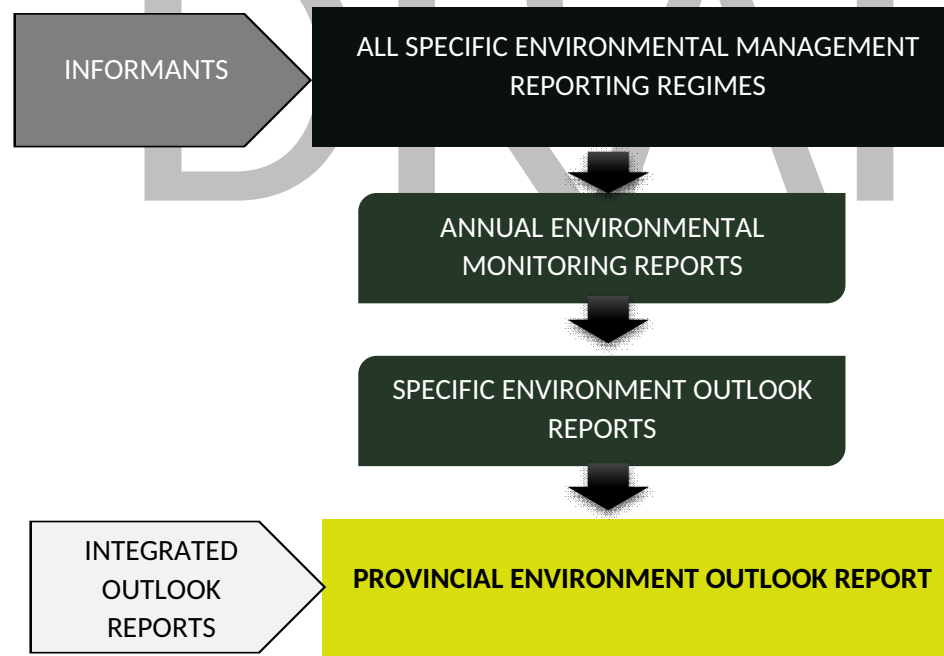 INFORMANTS
ALL SPECIFIC ENVIRONMENTAL MANAGEMENT
REPORTING REGIMES
ANNUAL ENVIRONMENTAL
MONITORING REPORTS
SPECIFIC ENVIRONMENT OUTLOOK
REPORTS
INTEGRATED
OUTLOOK
REPORTS
PROVINCIAL ENVIRONMENT OUTLOOK REPORT